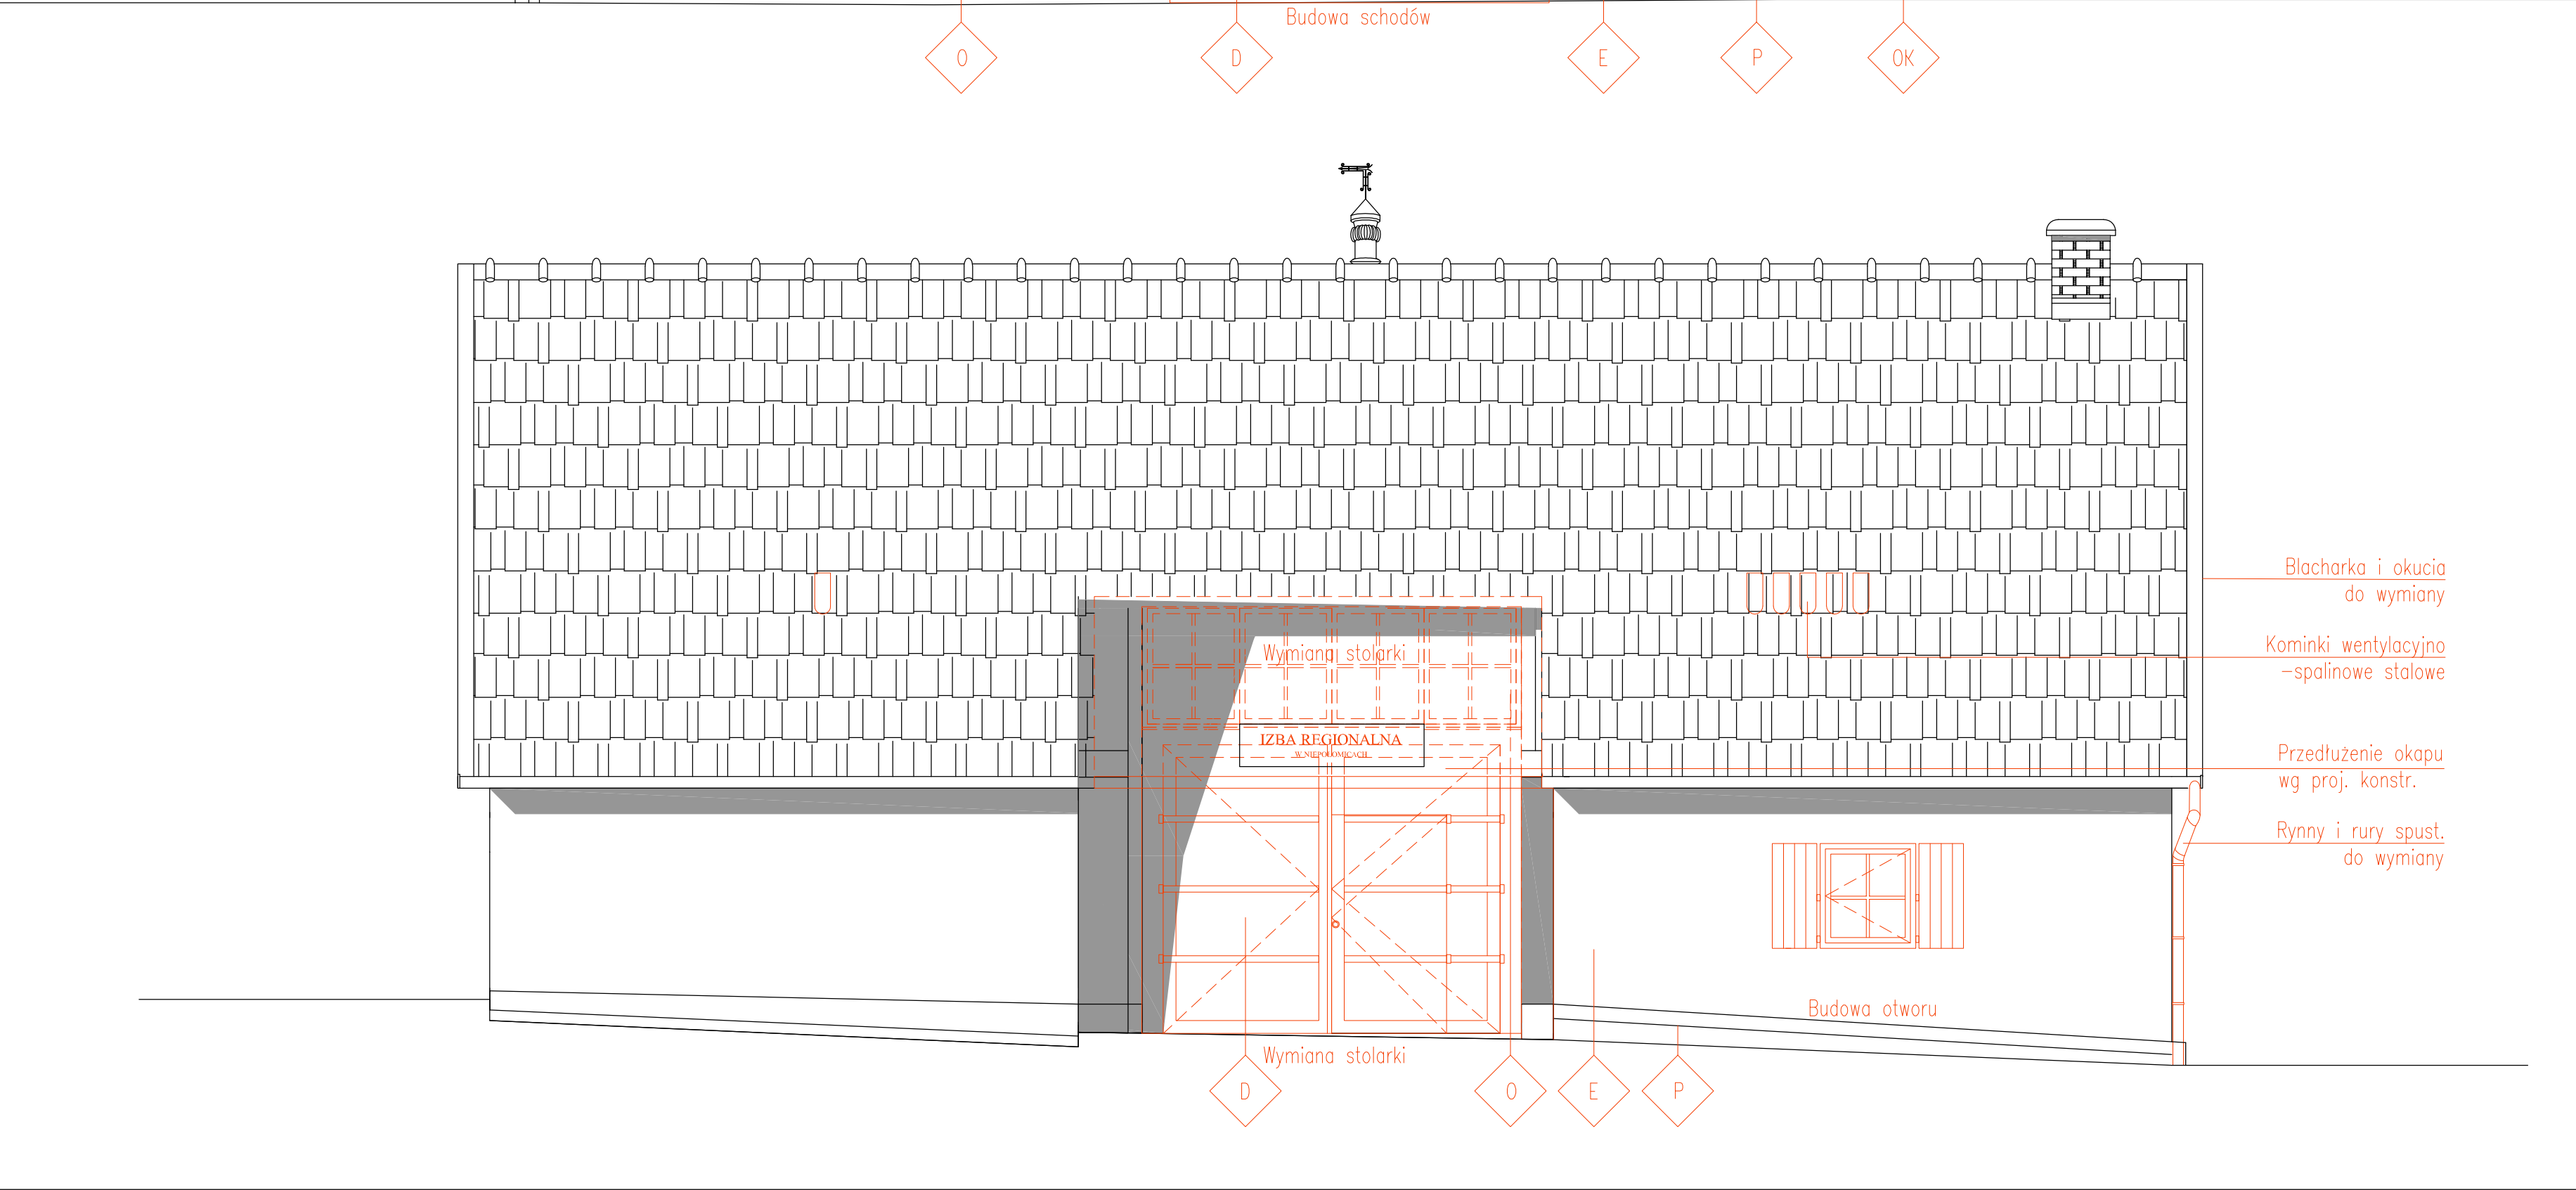 Budowa schodów
O
D
E
P
OK
Blacharka i okucia
do wymiany
Kominki wentylacyjno
-spalinowe stalowe
Wymiana stolarki
IZBA REGIONALNA
W NIEPOŁOMICACH
Przedłużenie okapu
wg proj. konstr.
Rynny i rury spust.
do wymiany
Budowa otworu
Wymiana stolarki
D
O
E
P